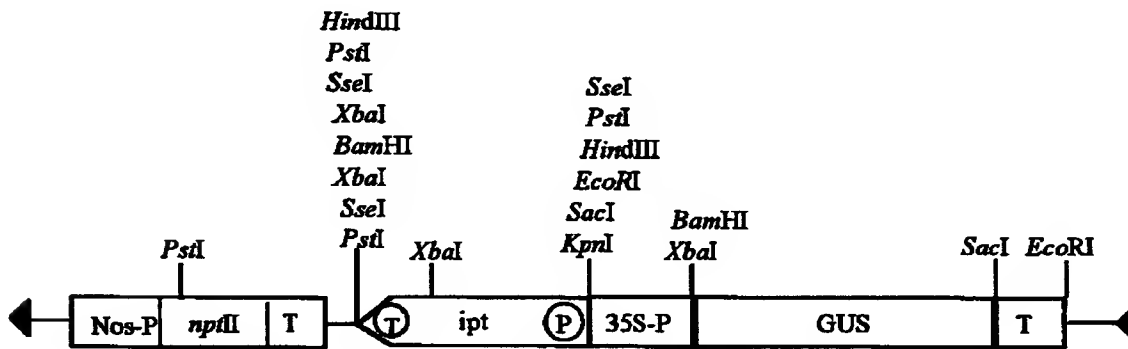 HindIII
PstI
SseI
XbaI
BamHI
XbaI
SseI
PstI
SseI
PstI
HindIII
EcoRI
SacI
KpnI
BamHI
XbaI
PstI
XbaI
SacI
EcoRI
Nos-P nptII T T ipt P 35S-P GUS T